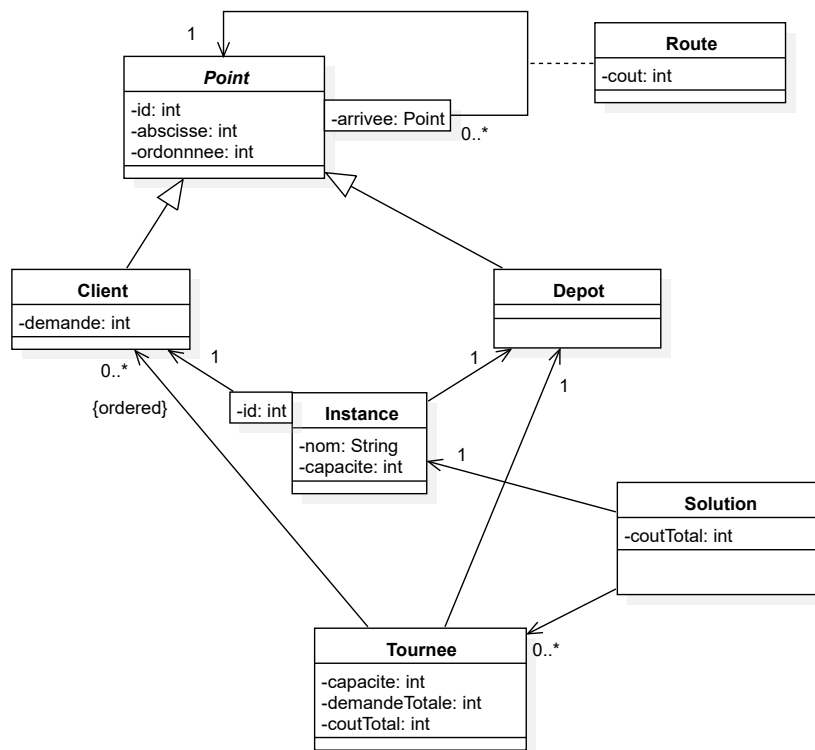 1
Point
-id: int
-abscisse: int
-ordonnnee: int
-arrivee: Point
0..*
Route
-cout: int
Client
-demande: int
Depot
0..*
{ordered}
1
-id: int
Instance
-nom: String
-capacite: int
1
1
1
Solution
-coutTotal: int
Tournee
-capacite: int
-demandeTotale: int
-coutTotal: int
0..*